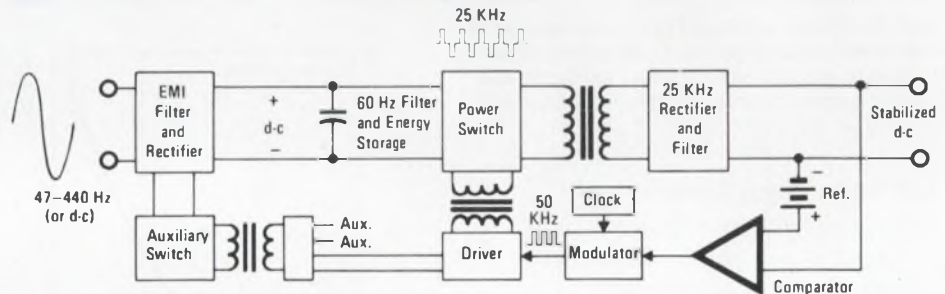 25 KHz
EMI
Filter
and
Rectifier
+
d-c
−
60 Hz Filter
and Energy
Storage
Power
Switch
25 KHz
Rectifier
and
Filter
Stabilized
d-c
47–440 Hz
(or d-c)
−
Ref.
+
Auxiliary
Switch
Aux.
Aux.
Driver
50
KHz
Clock
Modulator
Comparator